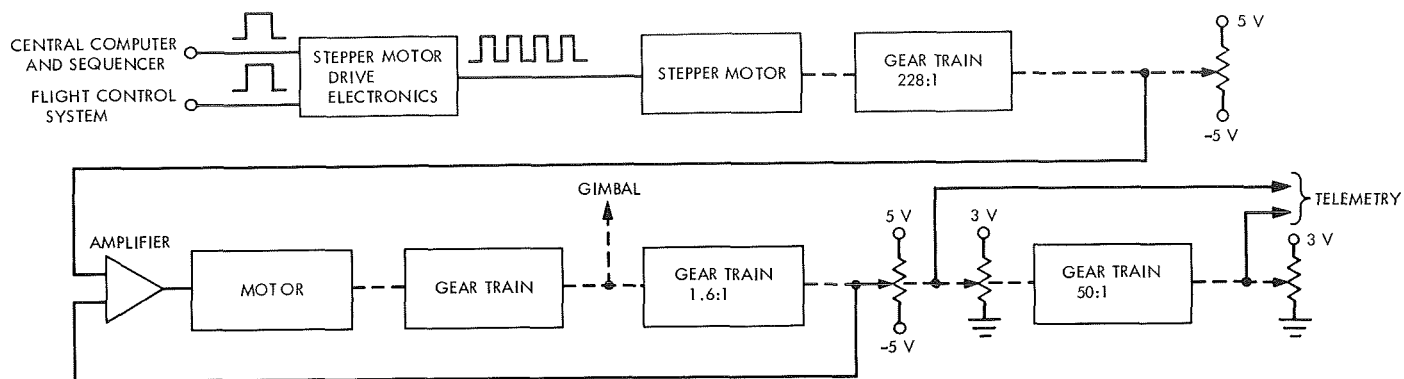 CENTRAL COMPUTER
AND SEQUENCER
FLIGHT CONTROL
SYSTEM
STEPPER MOTOR
DRIVE
ELECTRONICS
STEPPER MOTOR
GEAR TRAIN
228:1
5 V
-5 V
AMPLIFIER
MOTOR
GEAR TRAIN
GIMBAL
GEAR TRAIN
1.6:1
5 V
-5 V
3 V
GEAR TRAIN
50:1
TELEMETRY
3 V